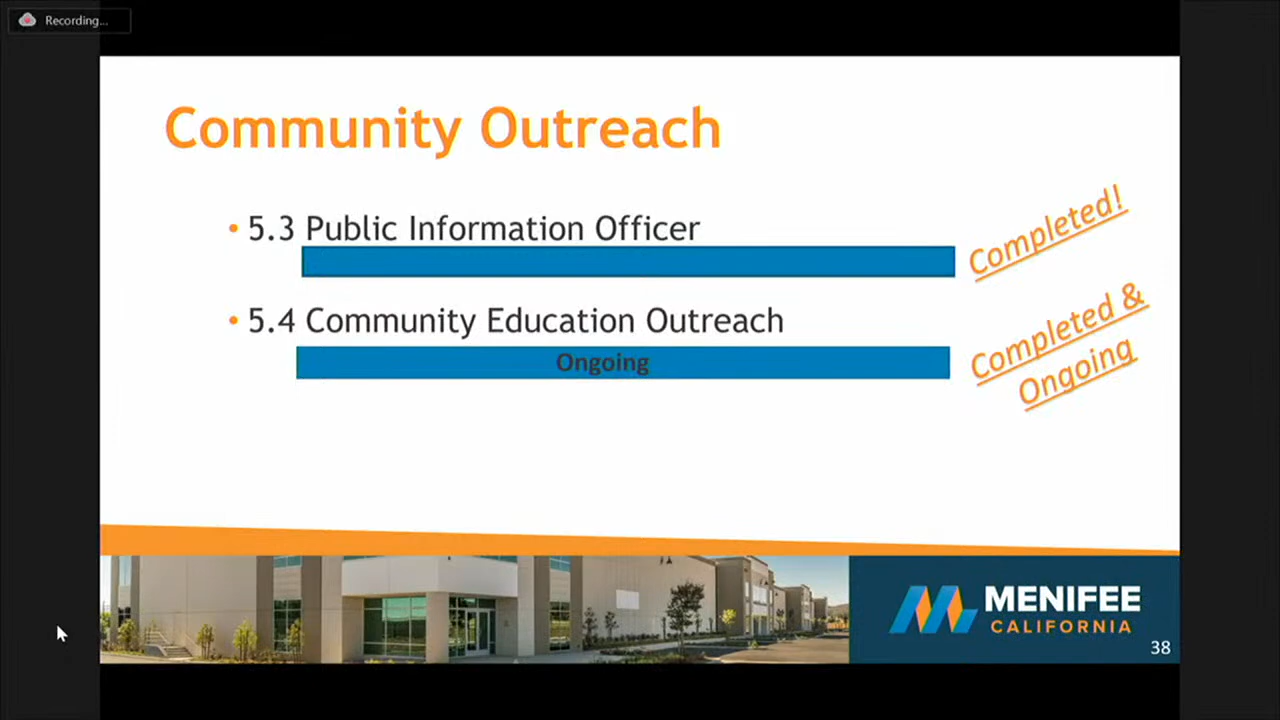 Recording...
Community Outreach
• 5.3 Public Information Officer
Completed!
• 5.4 Community Education Outreach
Ongoing
Completed &
Ongoing
MENIFEE
CALIFORNIA
38